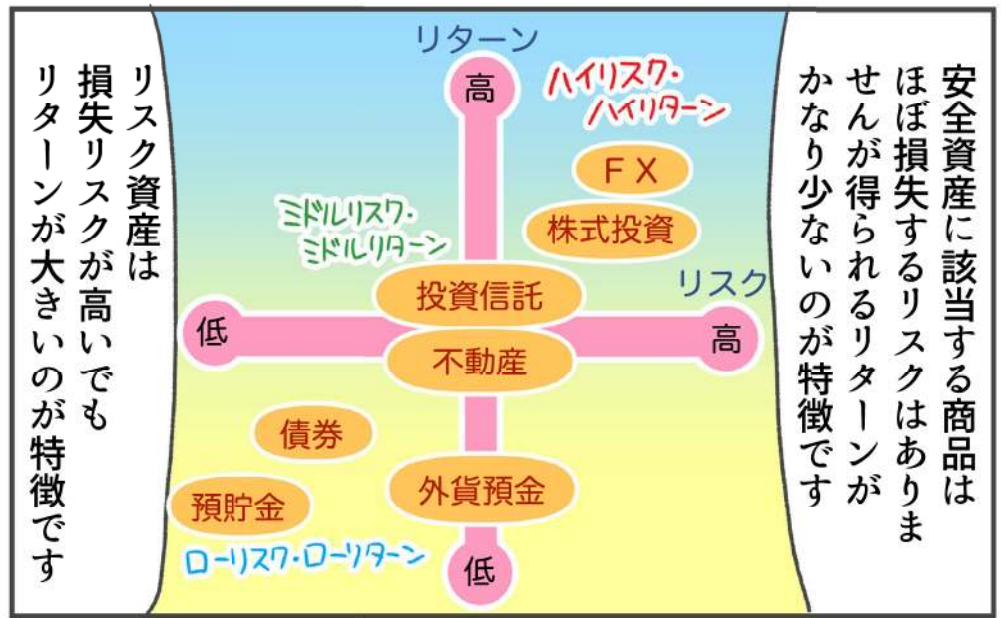 安全資産に該当する商品は
ほぼ損失するリスクはありま
せんが得られるリターンが
かなり少ないのが特徴です
リターン
高
ハイリスク・
ハイリターン
FX
株式投資
ミドルリスク・
ミドルリターン
リスク
投資信託
低
高
不動産
債券
外貨預金
預貯金
ローリスク・ローリターン
低
リスク資産は
損失リスクが高いでも
リターンが大きいのが特徴です